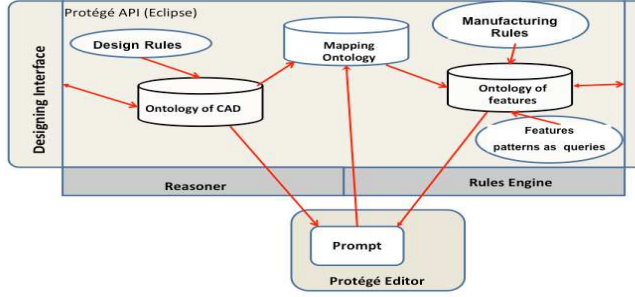 Protégé API (Eclipse)
Designing Interface
Design Rules
Mapping
Ontology
Manufacturing
Rules
Ontology of CAD
Ontology of
features
Features
patterns as queries
Reasoner
Rules Engine
Prompt
Protégé Editor